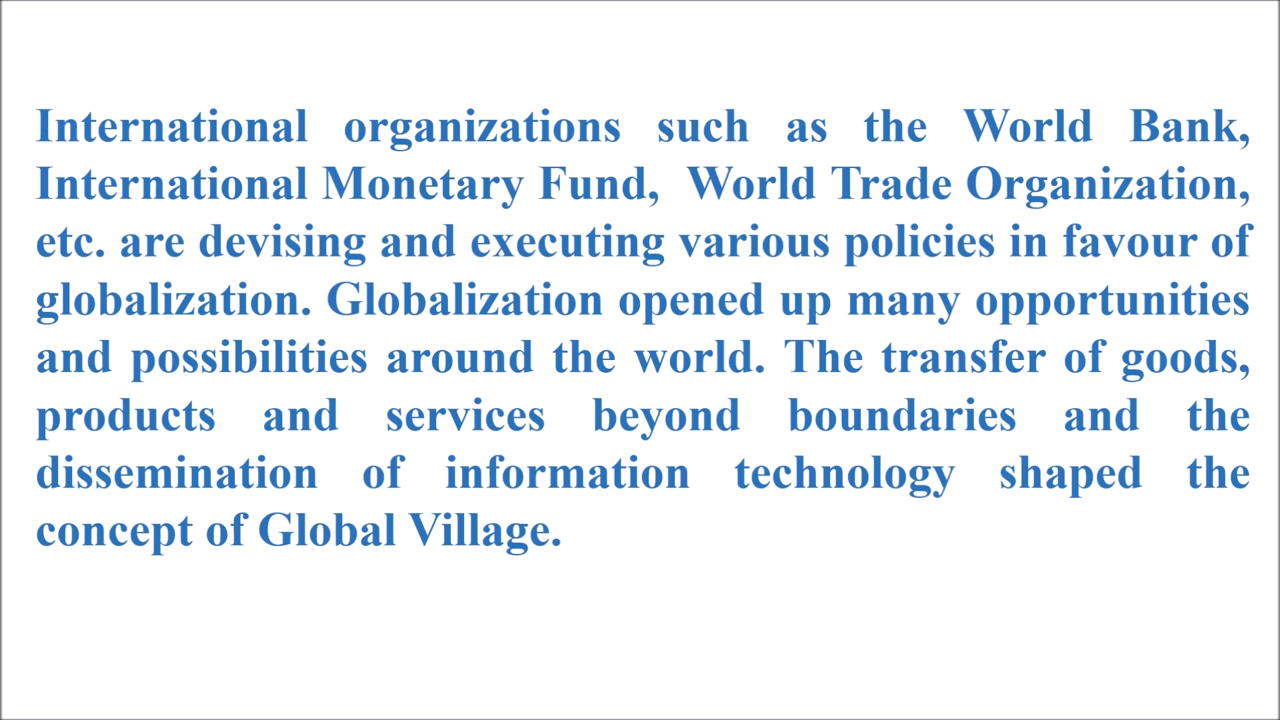 International organizations such as the World Bank,
International Monetary Fund, World Trade Organization,
etc. are devising and executing various policies in favour of
globalization. Globalization opened up many opportunities
and possibilities around the world. The transfer of goods,
products and services beyond boundaries and the
dissemination of information technology shaped the
concept of Global Village.